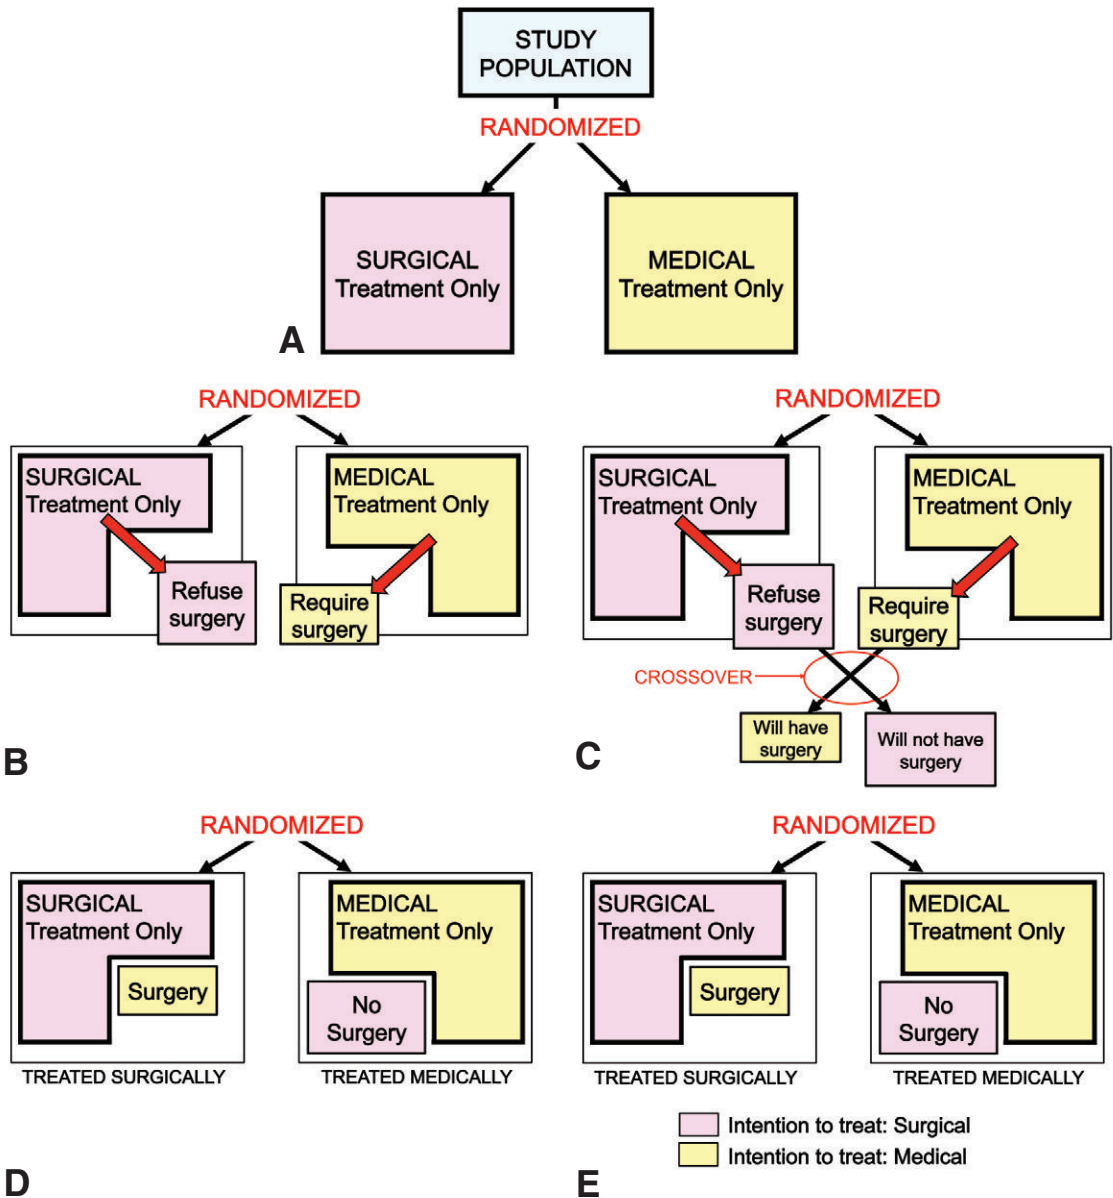 STUDY
POPULATION
RANDOMIZED
SURGICAL
Treatment Only
MEDICAL
Treatment Only
A
RANDOMIZED
SURGICAL
Treatment Only
MEDICAL
Treatment Only
Refuse
surgery
Require
surgery
B
RANDOMIZED
SURGICAL
Treatment Only
MEDICAL
Treatment Only
Refuse
surgery
Require
surgery
CROSSOVER
Will have
surgery
Will not have
surgery
C
RANDOMIZED
SURGICAL
Treatment Only
MEDICAL
Treatment Only
Surgery
No
Surgery
TREATED SURGICALLY
TREATED MEDICALLY
D
RANDOMIZED
SURGICAL
Treatment Only
MEDICAL
Treatment Only
Surgery
No
Surgery
TREATED SURGICALLY
TREATED MEDICALLY
Intention to treat: Surgical
Intention to treat: Medical
E